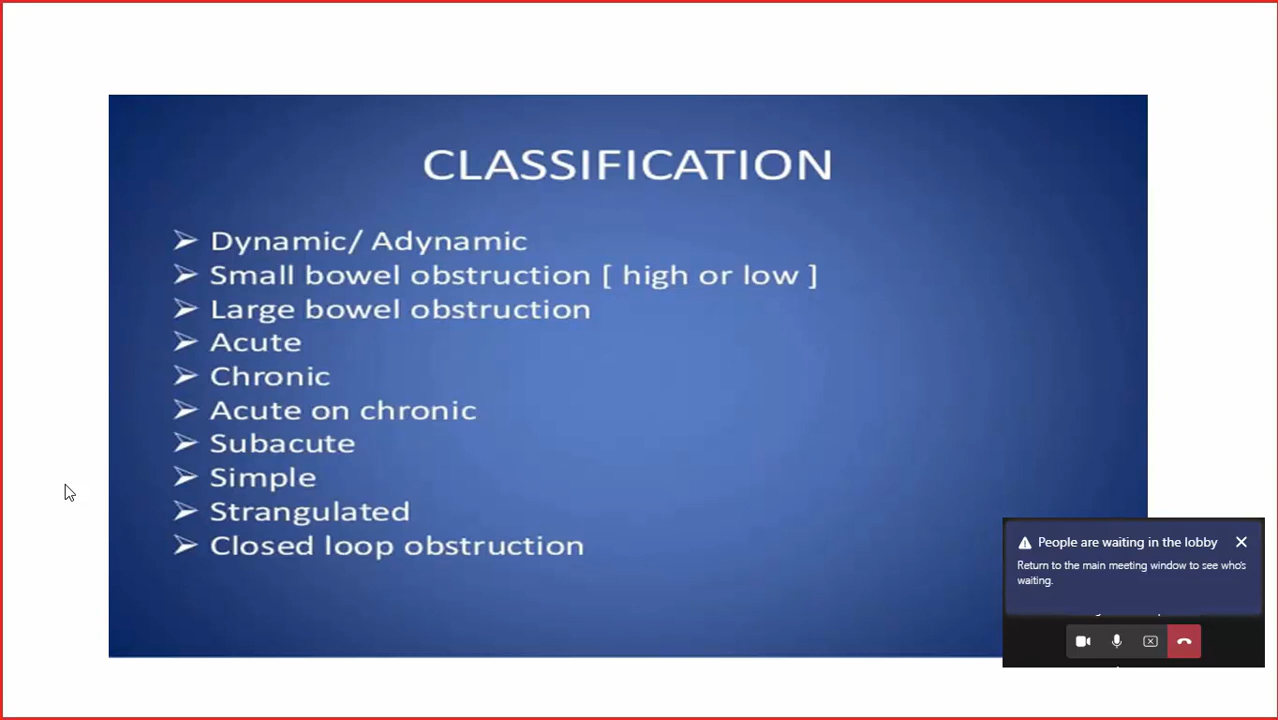 CLASSIFICATION
➢ Dynamic/ Adynamic
➢ Small bowel obstruction [ high or low ]
➢ Large bowel obstruction
➢ Acute
➢ Chronic
➢ Acute on chronic
➢ Subacute
➢ Simple
➢ Strangulated
➢ Closed loop obstruction
People are waiting in the lobby
Return to the main meeting window to see who's
waiting.